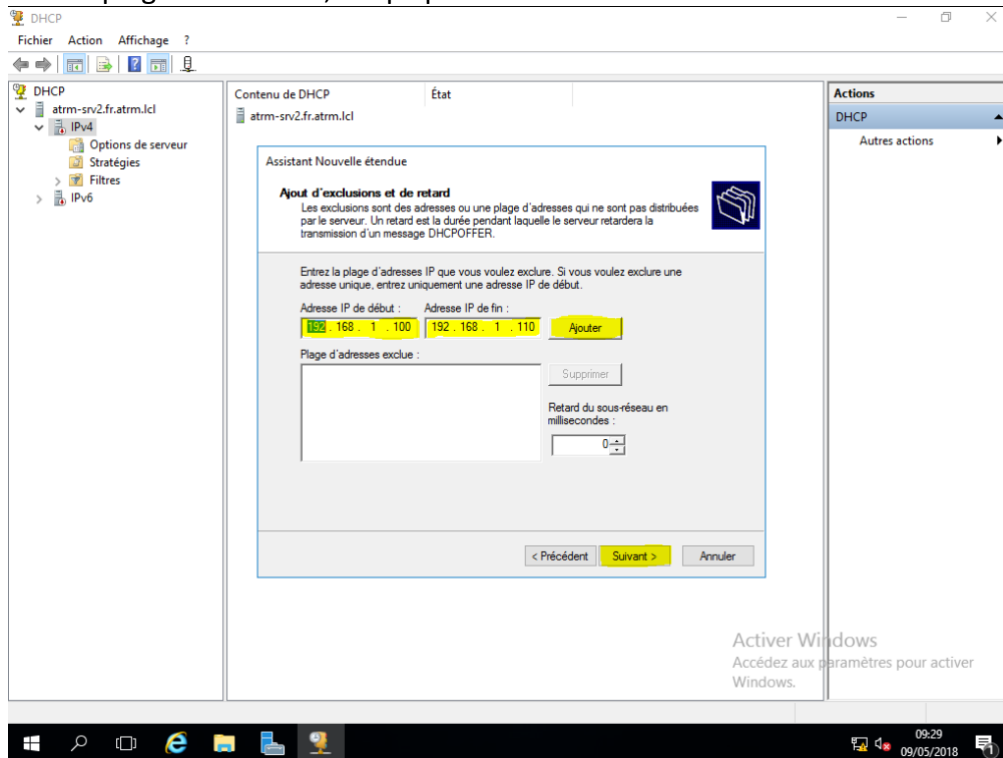 DHCP
Fichier Action Affichage ?
DHCP
atrm-srv2.fr.atrm.lcl
IPv4
Options de serveur
Stratégies
Filtres
IPv6
Contenu de DHCP État
atrm-srv2.fr.atrm.lcl
Actions
DHCP
Autres actions
Assistant Nouvelle étendue
Ajout d'exclusions et de retard
Les exclusions sont des adresses ou une plage d'adresses qui ne sont pas distribuées
par le serveur. Un retard est la durée pendant laquelle le serveur retardera la
transmission d'un message DHCPOFFER.
Entrez la plage d'adresses IP que vous voulez exclure. Si vous voulez exclure une
adresse unique, entrez uniquement une adresse IP de début.
Adresse IP de début : Adresse IP de fin :
192 . 168 . 1 . 100 192 . 168 . 1 . 110 Ajouter
Plage d'adresses exclue :
Supprimer
Retard du sous-réseau en
millisecondes :
0
< Précédent Suivant > Annuler
Activer Windows
Accédez aux paramètres pour activer
Windows.
09:29
09/05/2018
1